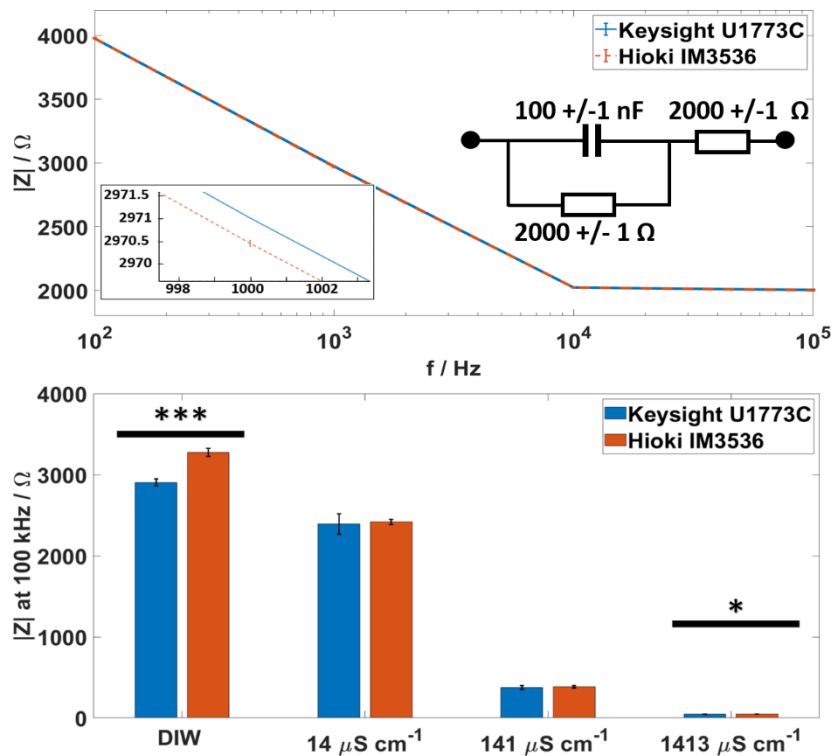 4000
3500
3000
2500
2000
|Z| / Ω
Keysight U1773C
Hioki IM3536
100 +/-1 nF
2000 +/-1 Ω
2000 +/- 1 Ω
2971.5
2971
2970.5
2970
998
1000
1002
10²
10³
10⁴
10⁵
f / Hz
4000
3000
2000
1000
0
|Z| at 100 kHz / Ω
***
Keysight U1773C
Hioki IM3536
*
DIW
14 μS cm⁻¹
141 μS cm⁻¹
1413 μS cm⁻¹